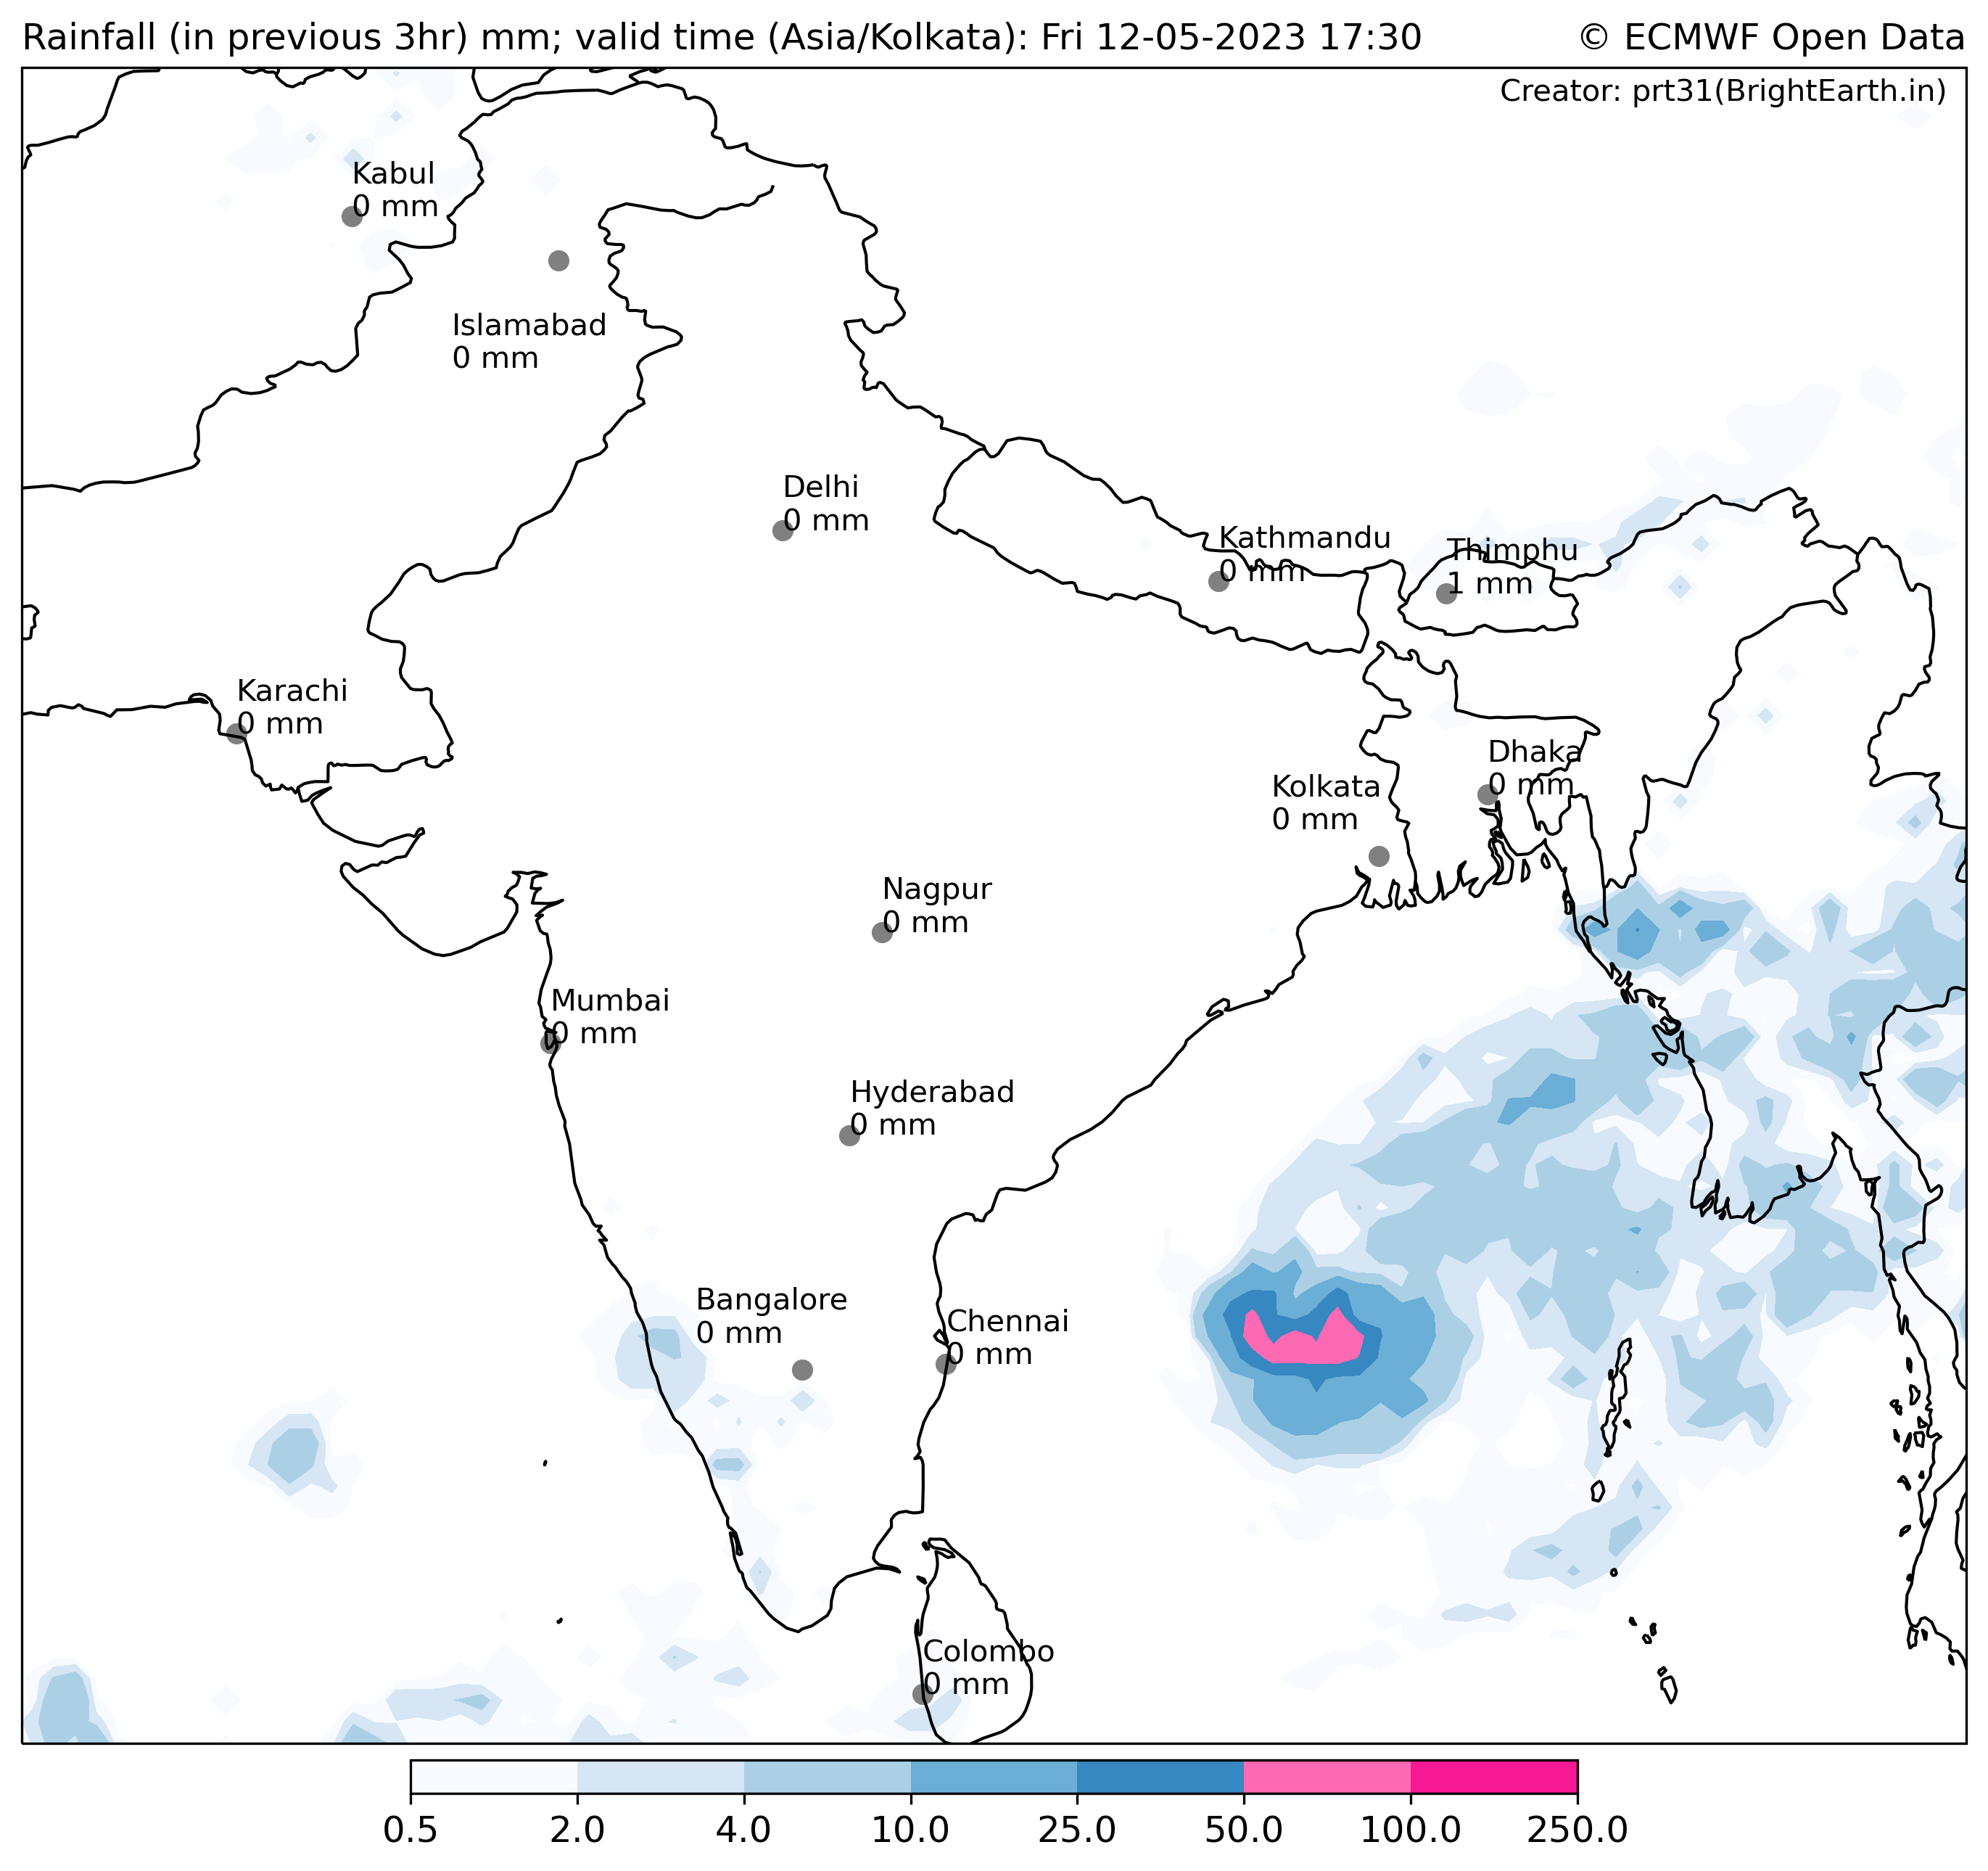 Rainfall (in previous 3hr) mm; valid time (Asia/Kolkata): Fri 12-05-2023 17:30
© ECMWF Open Data
Creator: prt31(BrightEarth.in)
Kabul
0 mm
Islamabad
0 mm
Delhi
0 mm
Kathmandu
0 mm
Thimphu
1 mm
Karachi
0 mm
Dhaka
0 mm
Kolkata
0 mm
Nagpur
0 mm
Mumbai
0 mm
Hyderabad
0 mm
Bangalore
0 mm
Chennai
0 mm
Colombo
0 mm
0.5 2.0 4.0 10.0 25.0 50.0 100.0 250.0